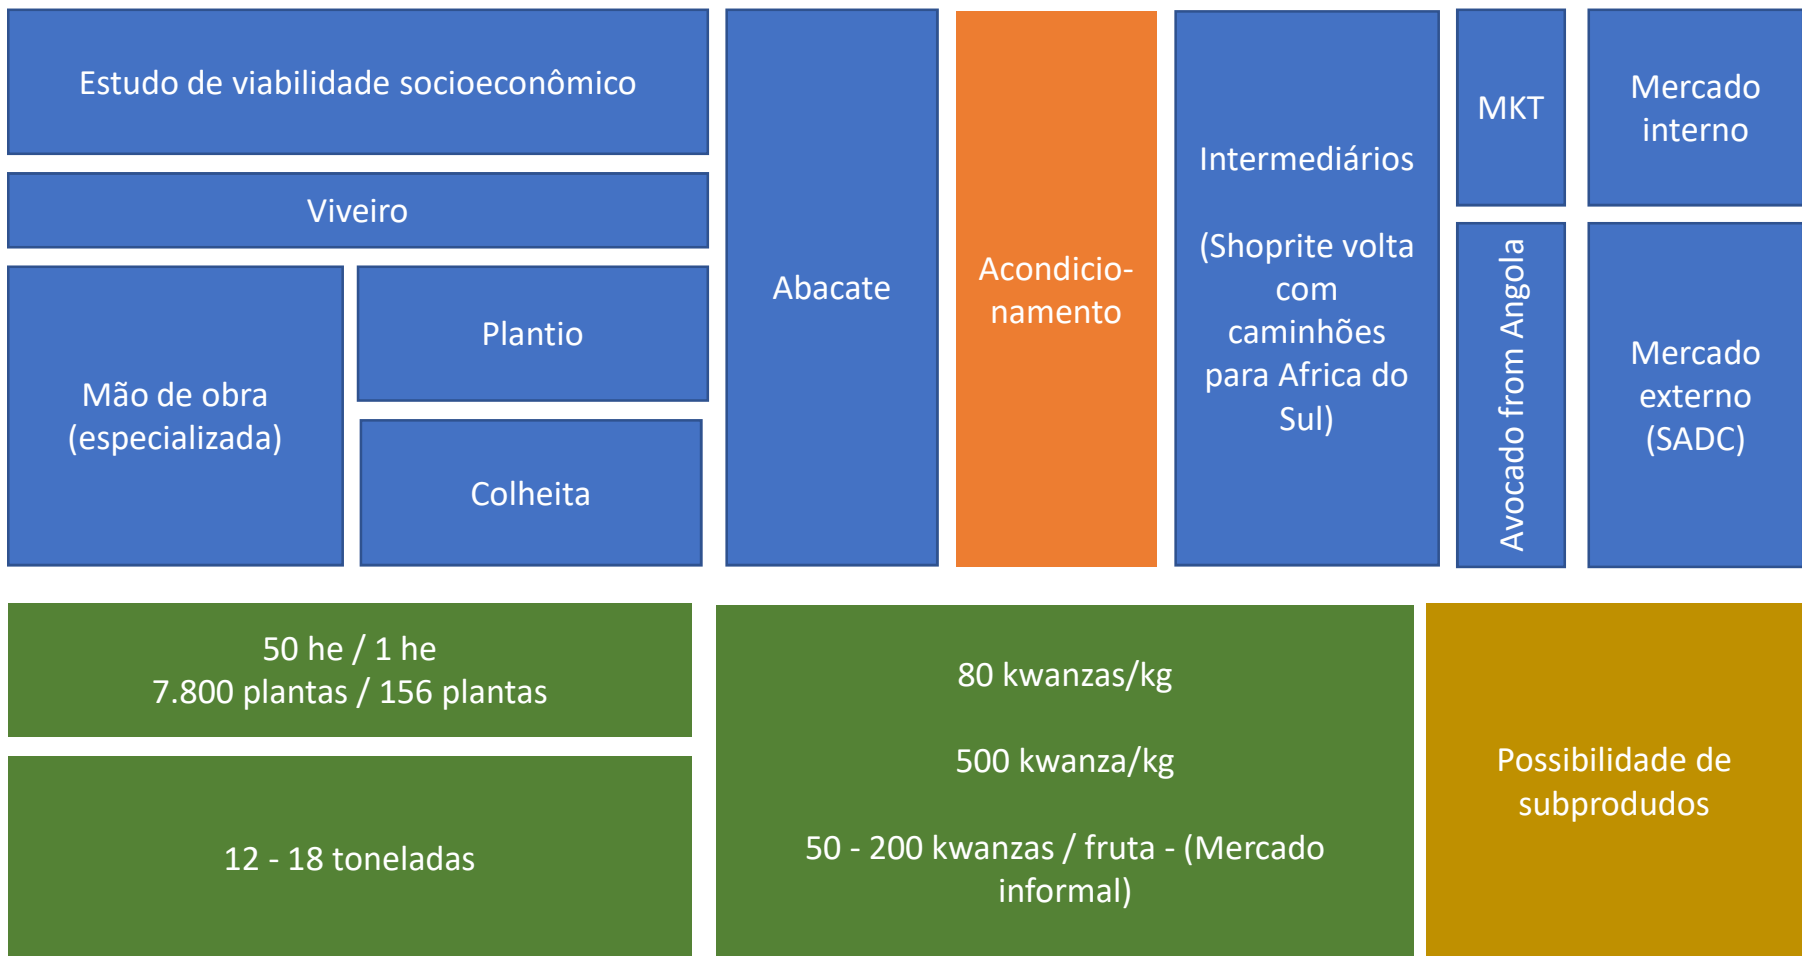 Estudo de viabilidade socioeconômico
Viveiro
Mão de obra
(especializada)
Plantio
Colheita
Abacate
Acondicio-
namento
Intermediários
(Shoprite volta
com
caminhões
para Africa do
Sul)
MKT
Avocado from Angola
Mercado
interno
Mercado
externo
(SADC)
50 he / 1 he
7.800 plantas / 156 plantas
12 - 18 toneladas
80 kwanzas/kg
500 kwanza/kg
50 - 200 kwanzas / fruta - (Mercado
informal)
Possibilidade de
subprodudos